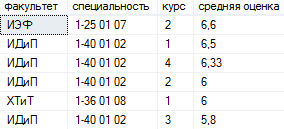 факультет специальность курс средняя оценка
ИЭФ 1-25 01 07 2 6,6
ИДиП 1-40 01 02 1 6,5
ИДиП 1-40 01 02 4 6,33
ИДиП 1-40 01 02 2 6
ХТиТ 1-36 01 08 1 6
ИДиП 1-40 01 02 3 5,8